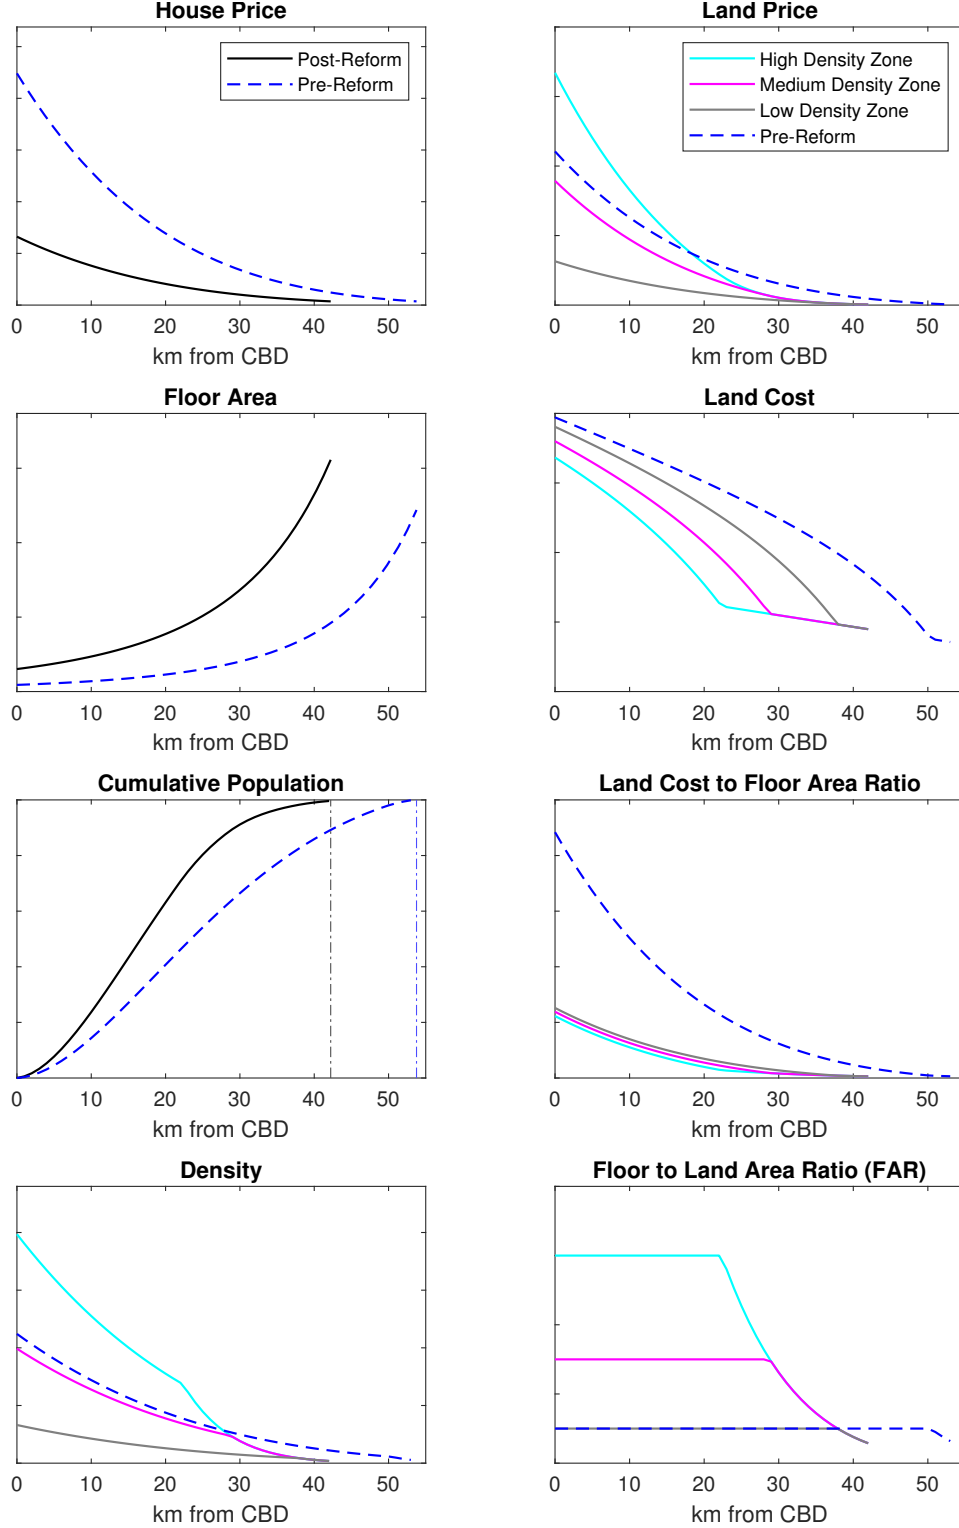 House Price
Post-Reform
Pre-Reform
0 10 20 30 40 50
km from CBD
Land Price
High Density Zone
Medium Density Zone
Low Density Zone
Pre-Reform
0 10 20 30 40 50
km from CBD
Floor Area
0 10 20 30 40 50
km from CBD
Land Cost
0 10 20 30 40 50
km from CBD
Cumulative Population
0 10 20 30 40 50
km from CBD
Land Cost to Floor Area Ratio
0 10 20 30 40 50
km from CBD
Density
0 10 20 30 40 50
km from CBD
Floor to Land Area Ratio (FAR)
0 10 20 30 40 50
km from CBD